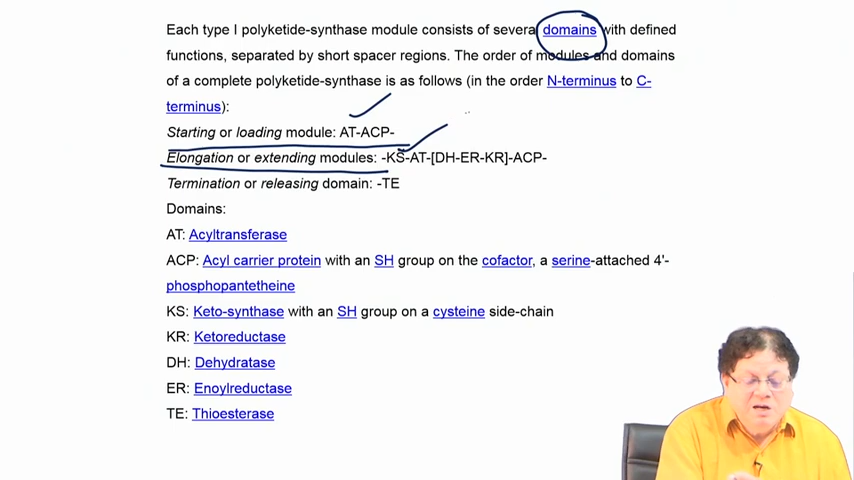 Each type I polyketide-synthase module consists of several domains with defined
functions, separated by short spacer regions. The order of modules and domains
of a complete polyketide-synthase is as follows (in the order N-terminus to C-
terminus):
Starting or loading module: AT-ACP-
Elongation or extending modules: -KS-AT-[DH-ER-KR]-ACP-
Termination or releasing domain: -TE
Domains:
AT: Acyltransferase
ACP: Acyl carrier protein with an SH group on the cofactor, a serine-attached 4'-
phosphopantetheine
KS: Keto-synthase with an SH group on a cysteine side-chain
KR: Ketoreductase
DH: Dehydratase
ER: Enoylreductase
TE: Thioesterase